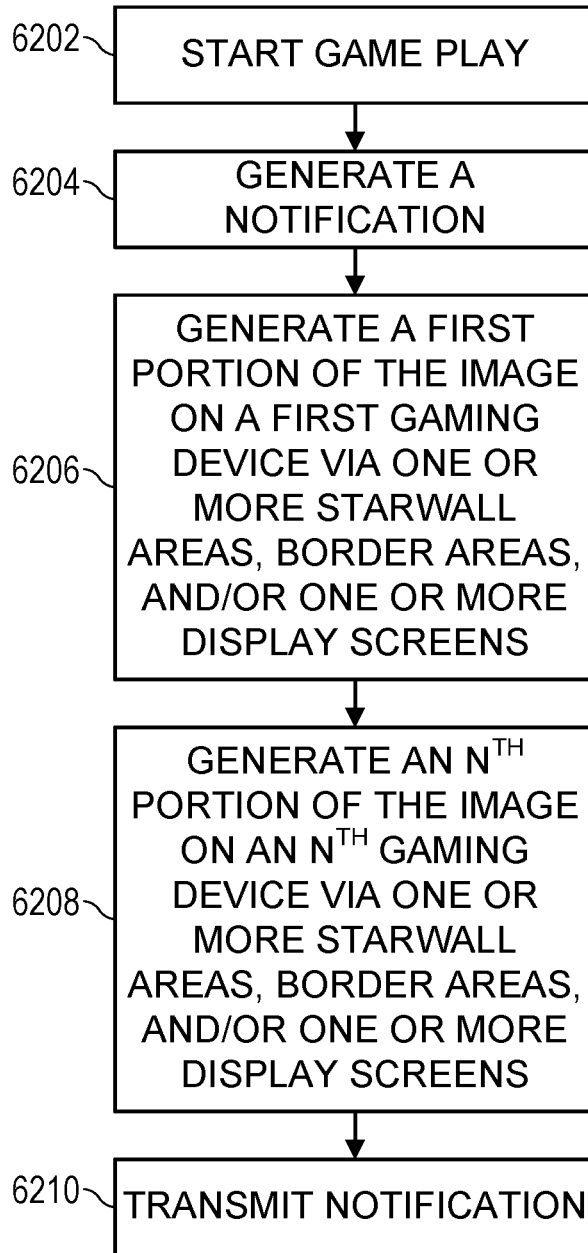 6202
START GAME PLAY
6204
GENERATE A
NOTIFICATION
6206
GENERATE A FIRST
PORTION OF THE IMAGE
ON A FIRST GAMING
DEVICE VIA ONE OR
MORE STARWALL
AREAS, BORDER AREAS,
AND/OR ONE OR MORE
DISPLAY SCREENS
6208
GENERATE AN NTH
PORTION OF THE IMAGE
ON AN NTH GAMING
DEVICE VIA ONE OR
MORE STARWALL
AREAS, BORDER AREAS,
AND/OR ONE OR MORE
DISPLAY SCREENS
6210
TRANSMIT NOTIFICATION